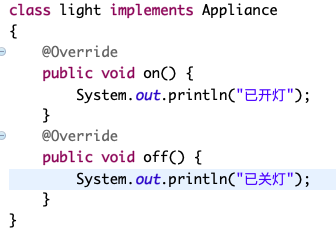 class light implements Appliance
{
@Override
public void on() {
System.out.println("已开灯");
}
@Override
public void off() {
System.out.println("已关灯");
}
}